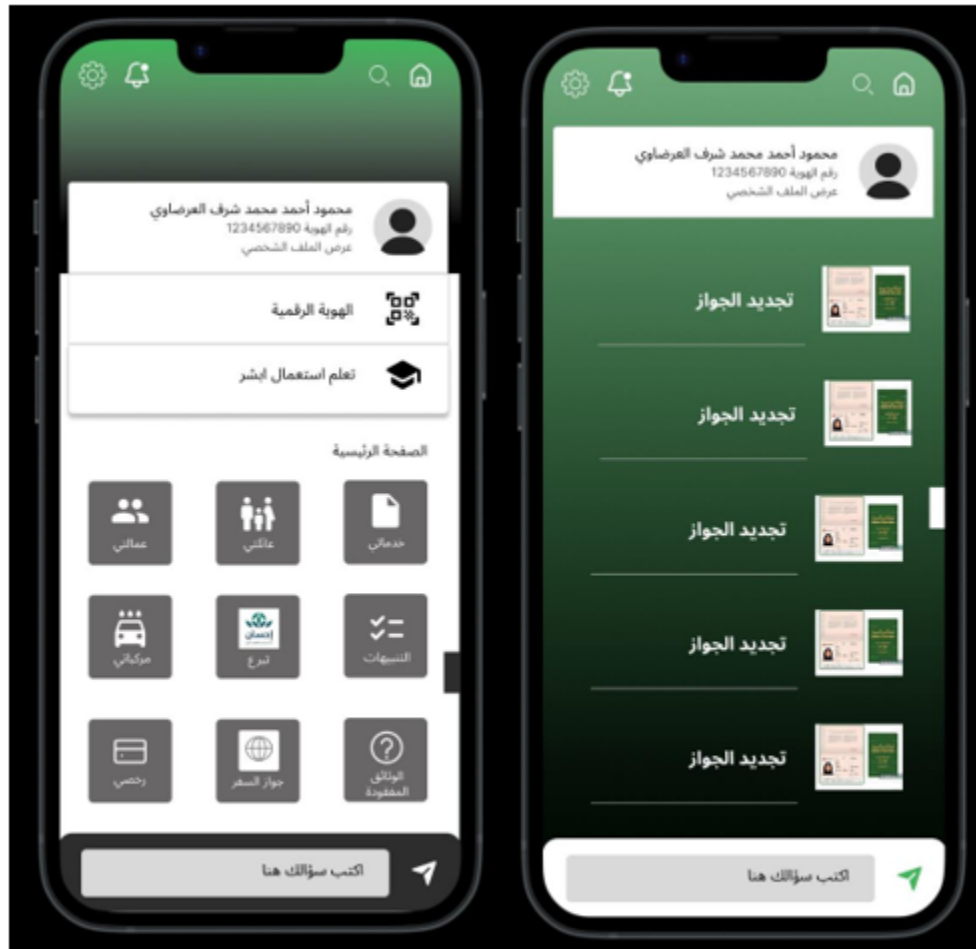 محمود أحمد محمد شرف العرضاوي
رقم الهوية 1234567890
عرض الملف الشخصي
الهوية الرقمية
تعلم استعمال ابشر
الصفحة الرئيسية
خدماتي
عائلتي
عمالتي
التنبيهات
إحسان
تبرع
مركباتي
الوثائق المفقودة
جواز السفر
رخصي
اكتب سؤالك هنا
محمود أحمد محمد شرف العرضاوي
رقم الهوية 1234567890
عرض الملف الشخصي
تجديد الجواز
تجديد الجواز
تجديد الجواز
تجديد الجواز
تجديد الجواز
اكتب سؤالك هنا